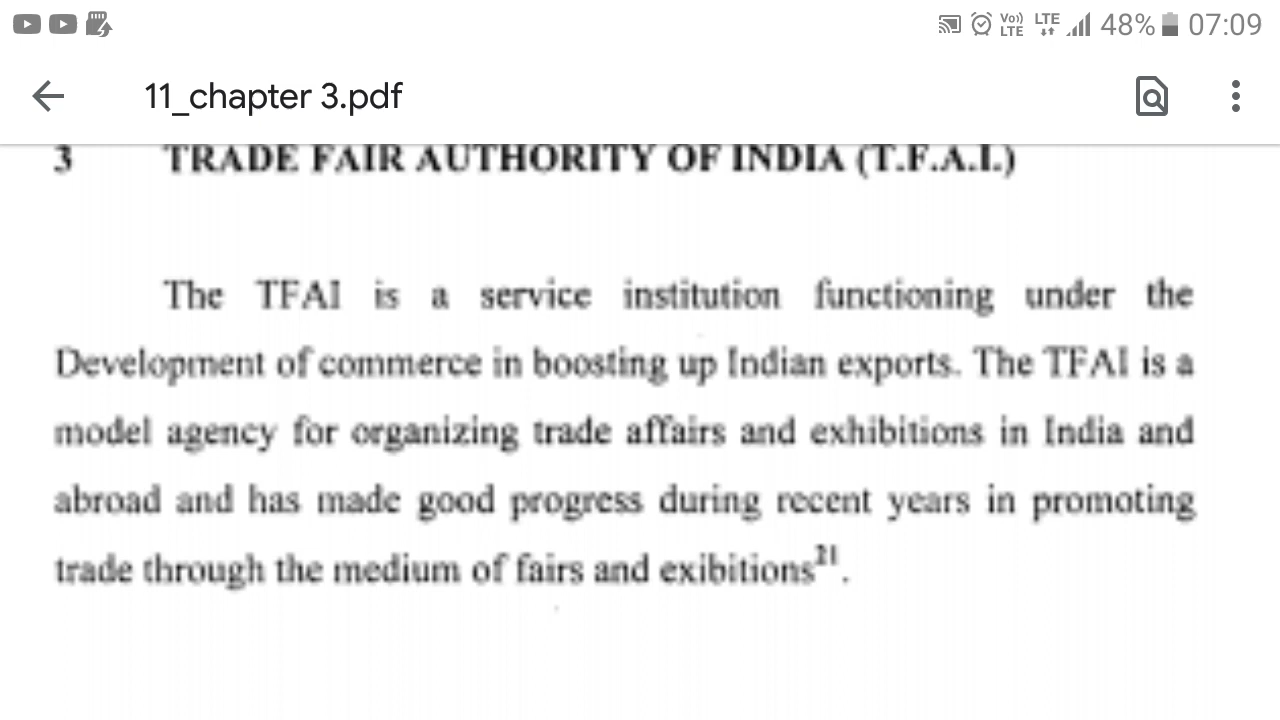 Vo)) LTE LTE 48% 07:09
11_chapter 3.pdf
3 TRADE FAIR AUTHORITY OF INDIA (T.F.A.I.)
The TFAI is a service institution functioning under the
Development of commerce in boosting up Indian exports. The TFAI is a
model agency for organizing trade affairs and exhibitions in India and
abroad and has made good progress during recent years in promoting
trade through the medium of fairs and exibitions21.